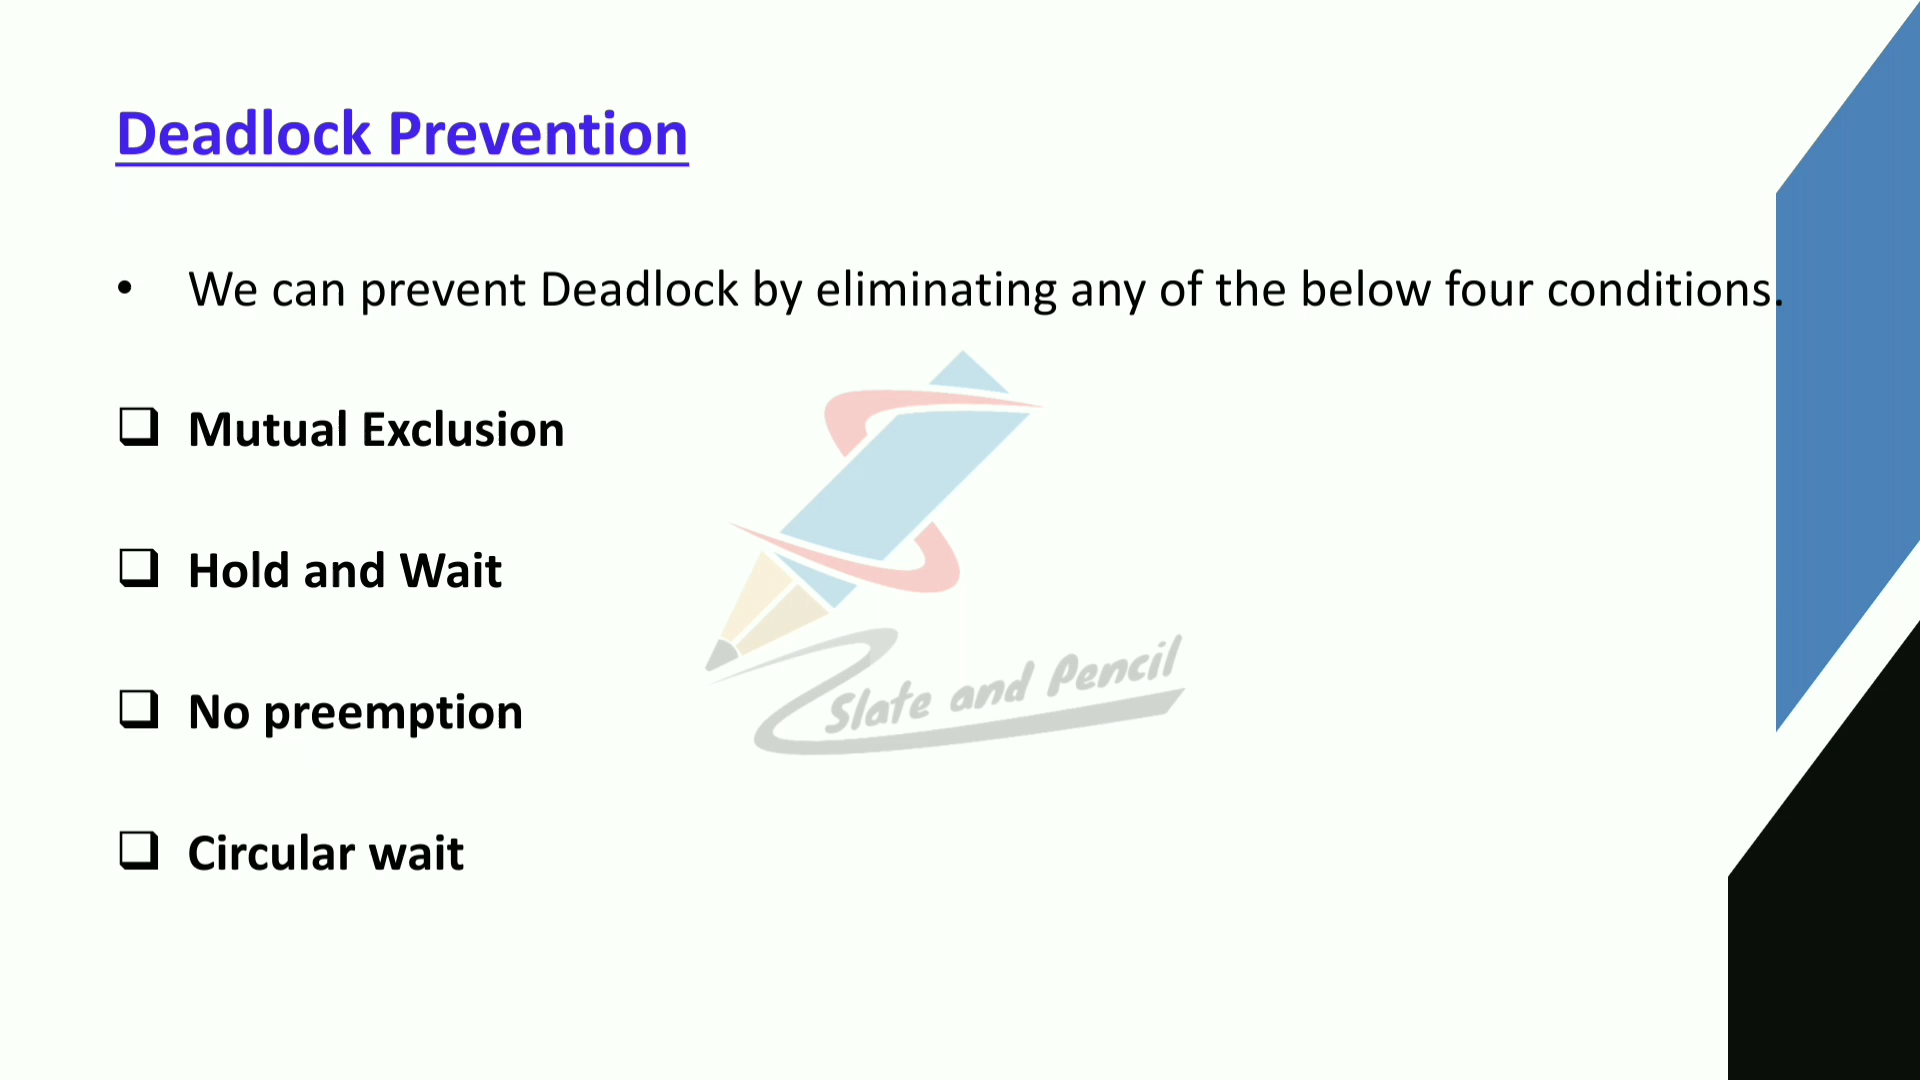 Deadlock Prevention
• We can prevent Deadlock by eliminating any of the below four conditions.
❑ Mutual Exclusion
❑ Hold and Wait
❑ No preemption
❑ Circular wait
Slate and Pencil